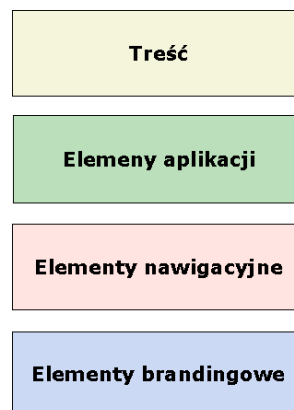 Treść
Elemeny aplikacji
Elementy nawigacyjne
Elementy brandingowe